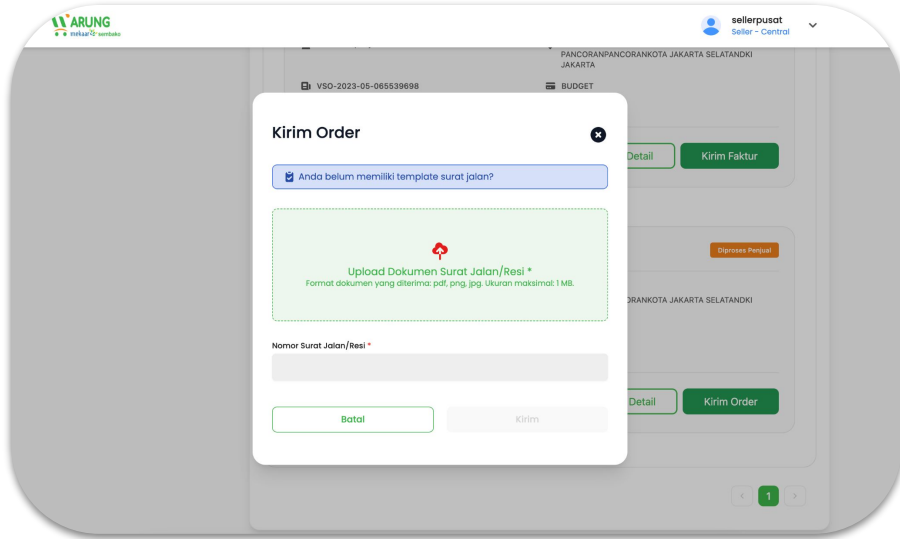 WARUNG
mekaar sembako
sellerpusat
Seller - Central
PANCORANPANCORANKOTA JAKARTA SELATANDKI
JAKARTA
VSO-2023-05-065539698
BUDGET
Detail
Kirim Faktur
Kirim Order
Anda belum memiliki template surat jalan?
Upload Dokumen Surat Jalan/Resi *
Format dokumen yang diterima: pdf, png, jpg. Ukuran maksimal: 1 MB.
Nomor Surat Jalan/Resi *
Batal
Kirim
Diproses Penjual
ORANKOTA JAKARTA SELATANDKI
Detail
Kirim Order
1